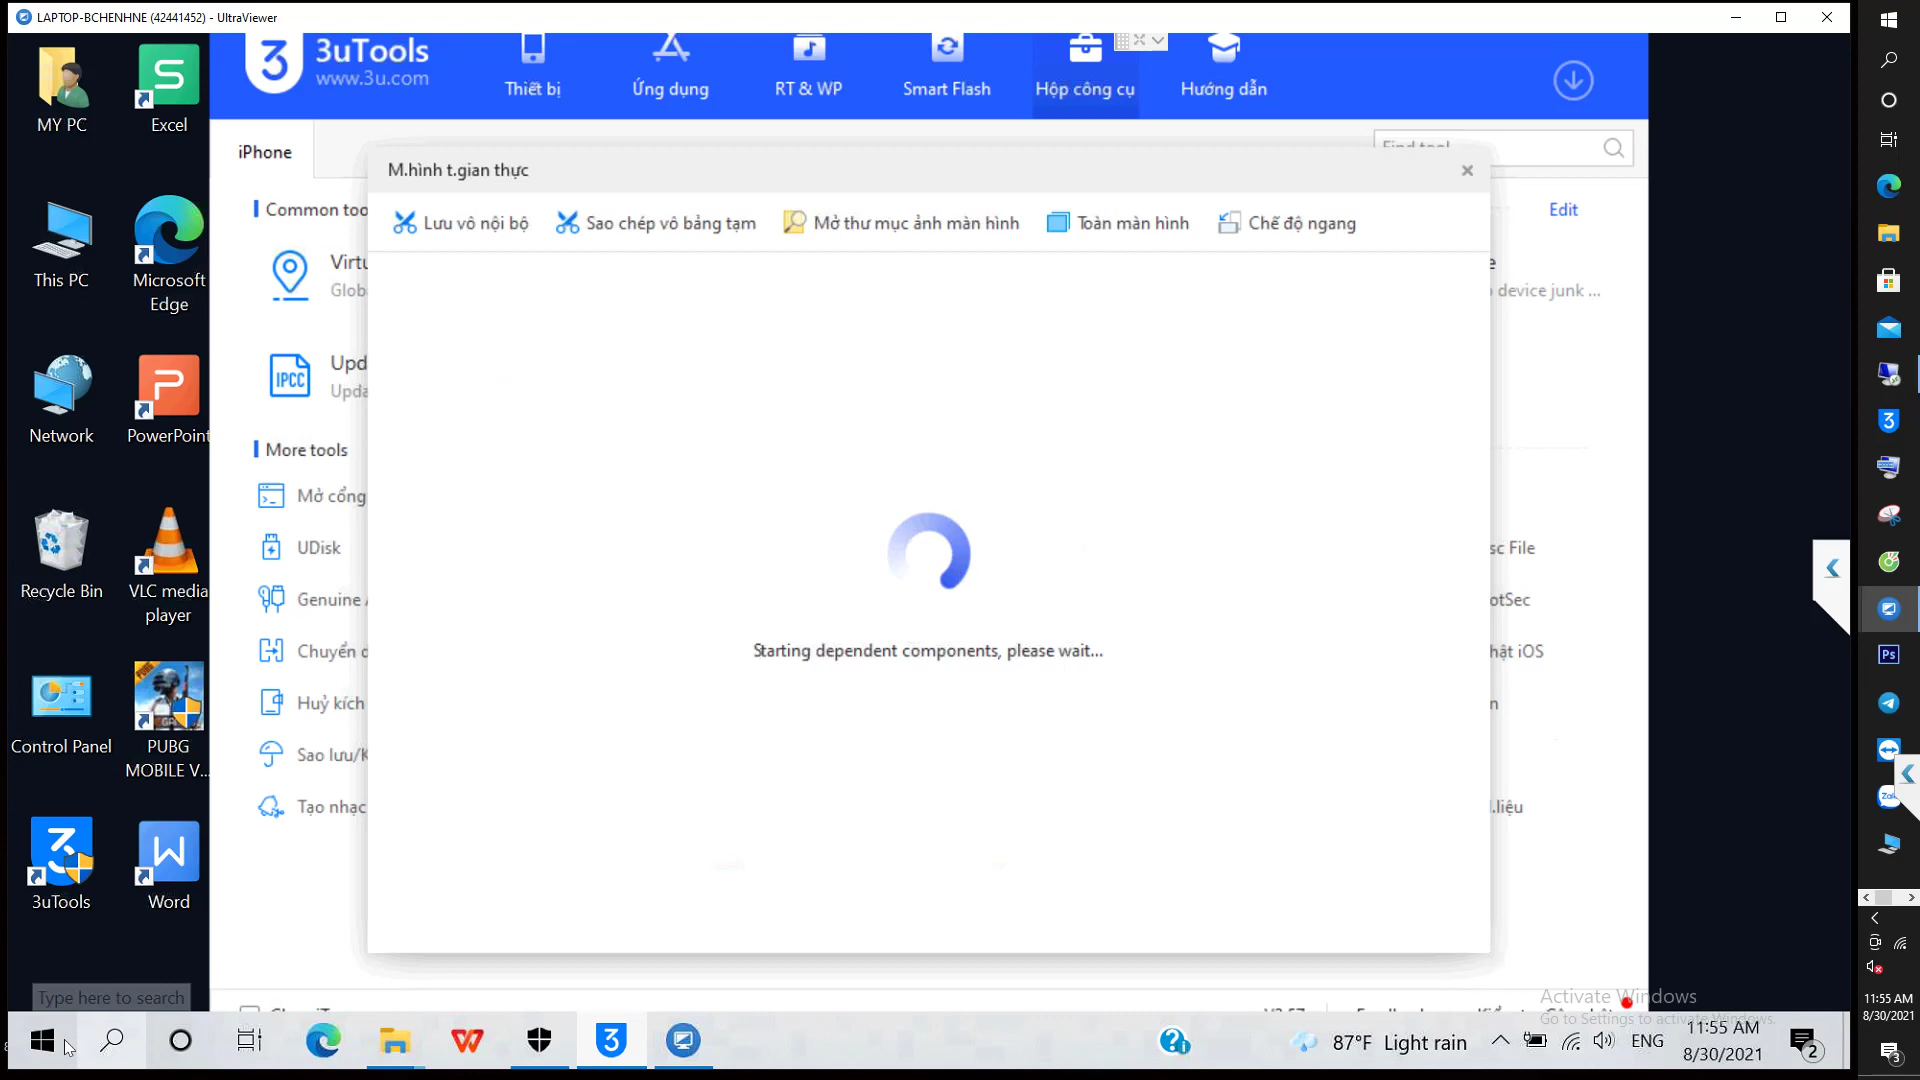 LAPTOP-BCHENHNE (42441452) - UltraViewer
3uTools
www.3u.com
Thiết bị
Ứng dụng
RT & WP
Smart Flash
Hộp công cụ
Hướng dẫn
MY PC
Excel
This PC
Microsoft Edge
Network
PowerPoint
Recycle Bin
VLC media player
Control Panel
PUBG MOBILE V...
3uTools
Word
iPhone
M.hình t.gian thực
Lưu vô nội bộ
Sao chép vô bảng tạm
Mở thư mục ảnh màn hình
Toàn màn hình
Chế độ ngang
Common too
Edit
Virtu
Globa
device junk ...
IPCC
Upd
Upda
More tools
Mở cổng
UDisk
sc File
Genuine
otSec
Chuyển
hật iOS
Huỷ kích
Sao lưu/K
Tạo nhạc
.liệu
Starting dependent components, please wait...
Type here to search
Activate Windows
Go to Settings to activate Windows.
87°F Light rain
ENG
11:55 AM
8/30/2021
2
Ps
Zalo
11:55 AM
8/30/2021
3